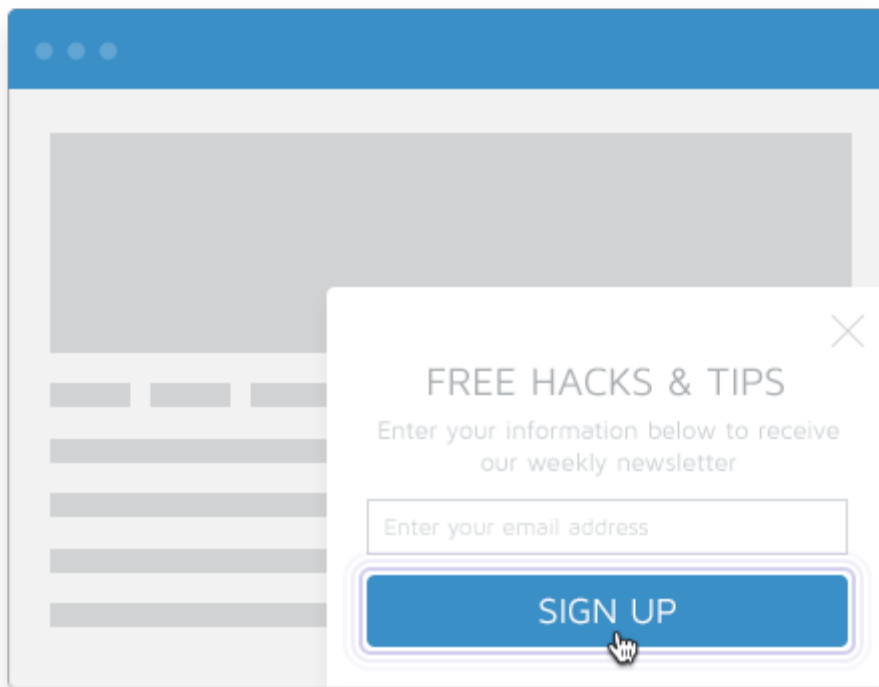 FREE HACKS & TIPS
Enter your information below to receive
our weekly newsletter
Enter your email address
SIGN UP